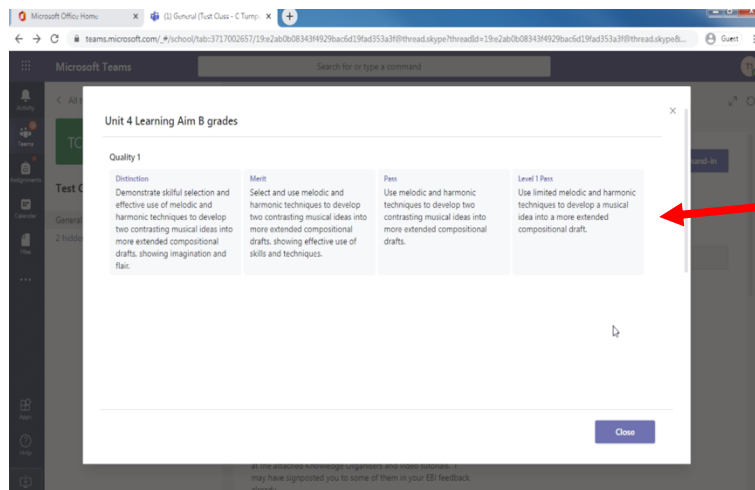 Microsoft Office Home
(1) General (Test Class - C Turnp
teams.microsoft.com/_#/school/tab:3717002657/19:e2ab0b08343f4929bac6d19fad353a3f@thread.skype?threadId=19:e2ab0b08343f4929bac6d19fad353a3f@thread.skype&...
Guest
Microsoft Teams
Search for or type a command
Activity
Teams
Assignments
Calendar
Files
Apps
Help
< All
TC
Test C
General
2 hidde
hand-in
Unit 4 Learning Aim B grades
Quality 1
Distinction
Demonstrate skilful selection and
effective use of melodic and
harmonic techniques to develop
two contrasting musical ideas into
more extended compositional
drafts, showing imagination and
flair.
Merit
Select and use melodic and
harmonic techniques to develop
two contrasting musical ideas into
more extended compositional
drafts, showing effective use of
skills and techniques.
Pass
Use melodic and harmonic
techniques to develop two
contrasting musical ideas into
more extended compositional
drafts.
Level 1 Pass
Use limited melodic and harmonic
techniques to develop a musical
idea into a more extended
compositional draft.
Close
at the attached Knowledge Organisers and video tutorials. I
may have signposted you to some of them in your EBI feedback
already.